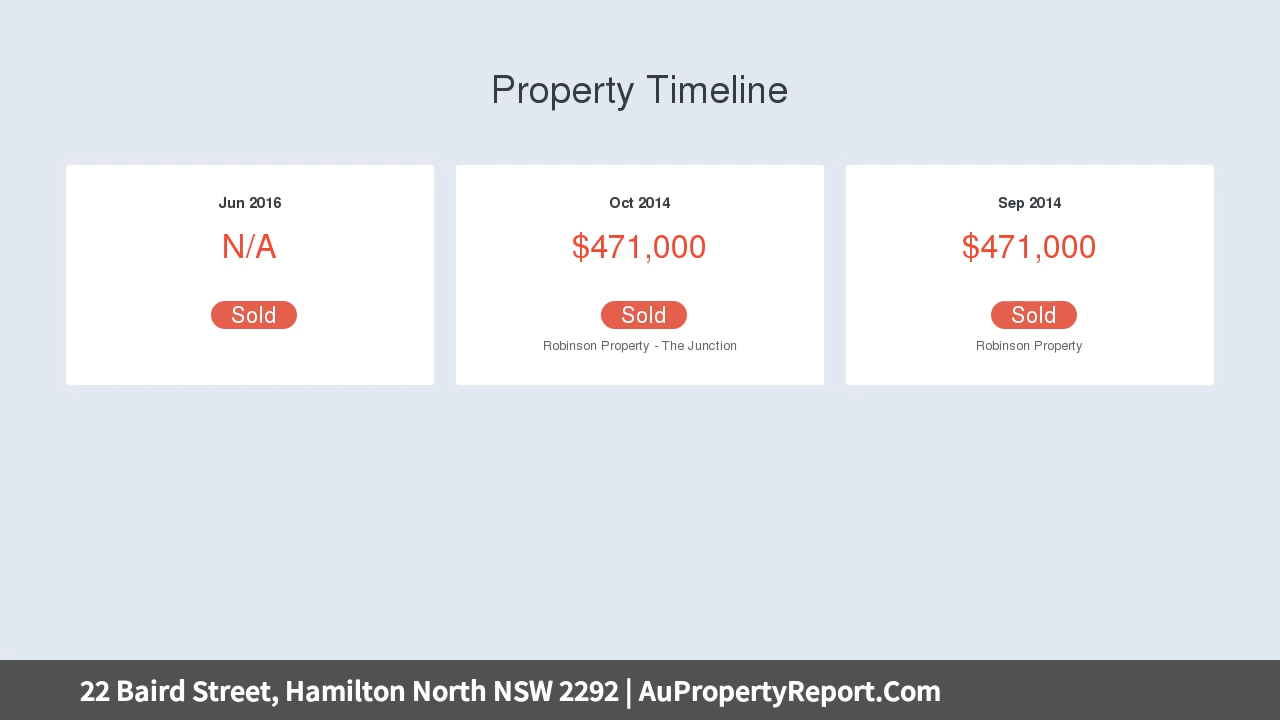 Property Timeline
Jun 2016
N/A
Sold
Oct 2014
$471,000
Sold
Robinson Property - The Junction
Sep 2014
$471,000
Sold
Robinson Property
22 Baird Street, Hamilton North NSW 2292 | AuPropertyReport.Com